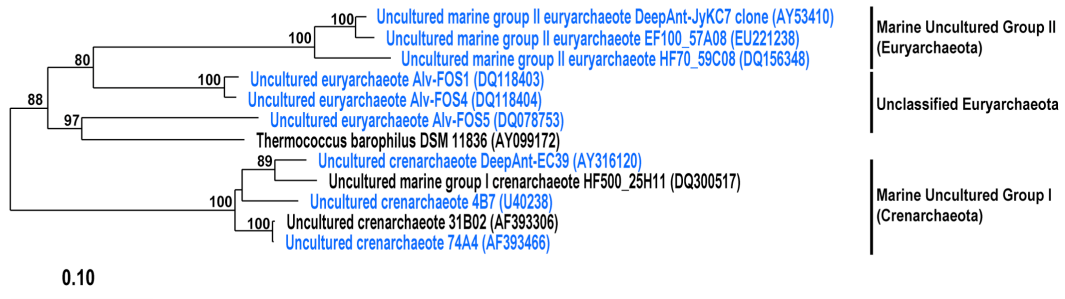 100
Uncultured marine group II euryarchaeote DeepAnt-JyKC7 clone (AY53410)
100
Uncultured marine group II euryarchaeote EF100_57A08 (EU221238)
Uncultured marine group II euryarchaeote HF70_59C08 (DQ156348)
Marine Uncultured Group II
(Euryarchaeota)
80
100
Uncultured euryarchaeote Alv-FOS1 (DQ118403)
Uncultured euryarchaeote Alv-FOS4 (DQ118404)
88
97
Uncultured euryarchaeote Alv-FOS5 (DQ078753)
Thermococcus barophilus DSM 11836 (AY099172)
Unclassified Euryarchaeota
89
Uncultured crenarchaeote DeepAnt-EC39 (AY316120)
Uncultured marine group I crenarchaeote HF500_25H11 (DQ300517)
100
Uncultured crenarchaeote 4B7 (U40238)
100
Uncultured crenarchaeote 31B02 (AF393306)
Uncultured crenarchaeote 74A4 (AF393466)
Marine Uncultured Group I
(Crenarchaeota)
0.10